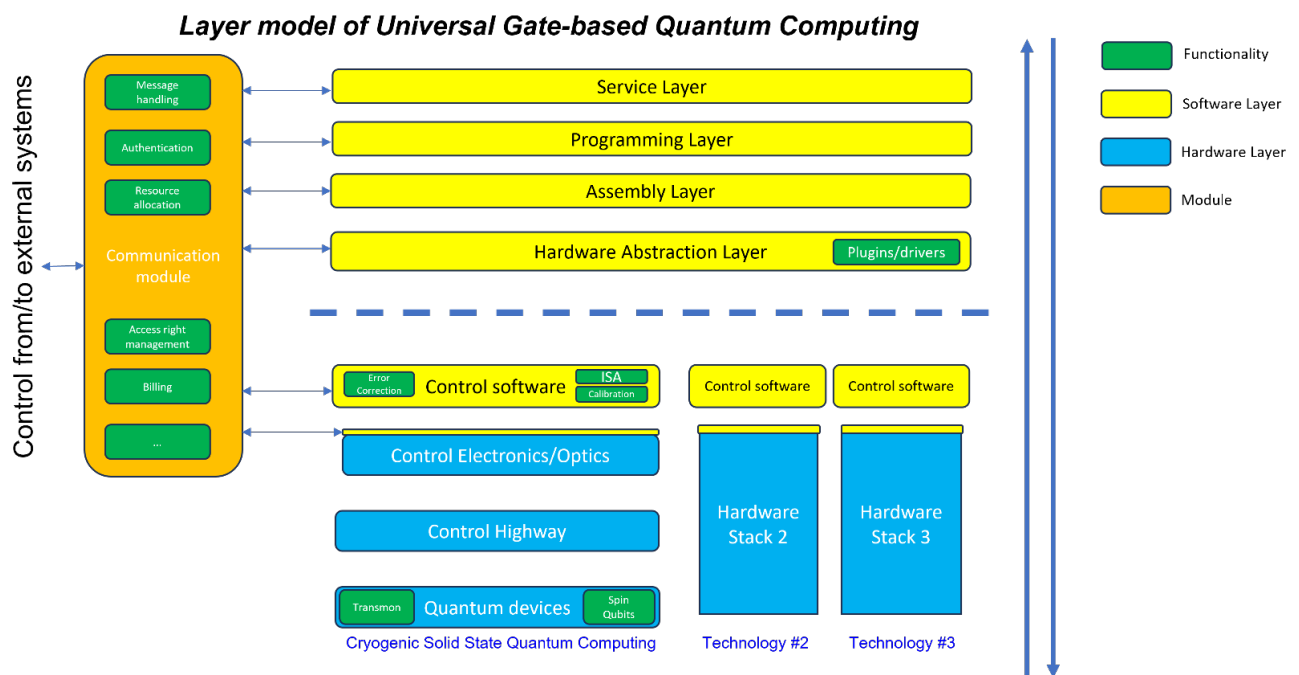 Layer model of Universal Gate-based Quantum Computing
Control from/to external systems
Message
handling
Authentication
Resource
allocation
Communication
module
Access right
management
Billing
...
Service Layer
Programming Layer
Assembly Layer
Hardware Abstraction Layer
Plugins/drivers
Error
Correction
Control software
ISA
Calibration
Control software
Control software
Control Electronics/Optics
Control Highway
Transmon
Quantum devices
Spin
Qubits
Hardware
Stack 2
Hardware
Stack 3
Cryogenic Solid State Quantum Computing
Technology #2
Technology #3
Functionality
Software Layer
Hardware Layer
Module